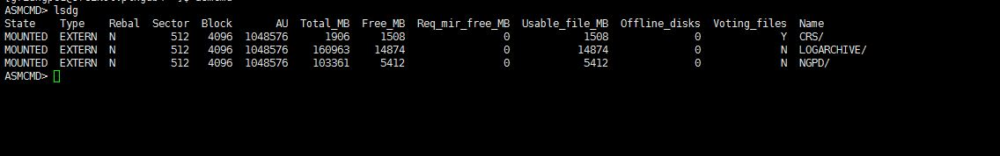 ASMCMD> lsdg
State    Type    Rebal  Sector  Block       AU  Total_MB  Free_MB  Req_mir_free_MB  Usable_file_MB  Offline_disks  Voting_files  Name
MOUNTED  EXTERN  N         512   4096  1048576      1906     1508                0            1508              0             Y  CRS/
MOUNTED  EXTERN  N         512   4096  1048576    160963    14874                0           14874              0             N  LOGARCHIVE/
MOUNTED  EXTERN  N         512   4096  1048576    103361     5412                0            5412              0             N  NGPD/
ASMCMD>